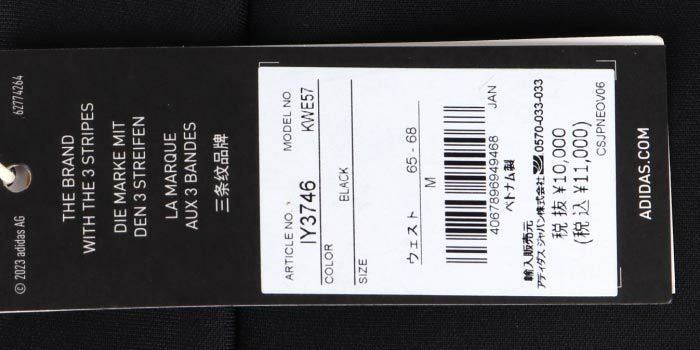 62774264
THE BRAND
WITH THE 3 STRIPES
DIE MARKE MIT
DEN 3 STREIFEN
LA MARQUE
AUX 3 BANDES
三条纹品牌
© 2023 adidas AG
ARTICLE NO.
IY3746
MODEL NO.
KWE57
COLOR
BLACK
SIZE
ウェスト 65 - 68
M
JAN
4067896949468
ベトナム製
輸入販売元
アディダス ジャパン株式会社 0570-033-033
税 抜 ¥10,000
(税 込 ¥11,000)
CSJPNEOV06
ADIDAS.COM